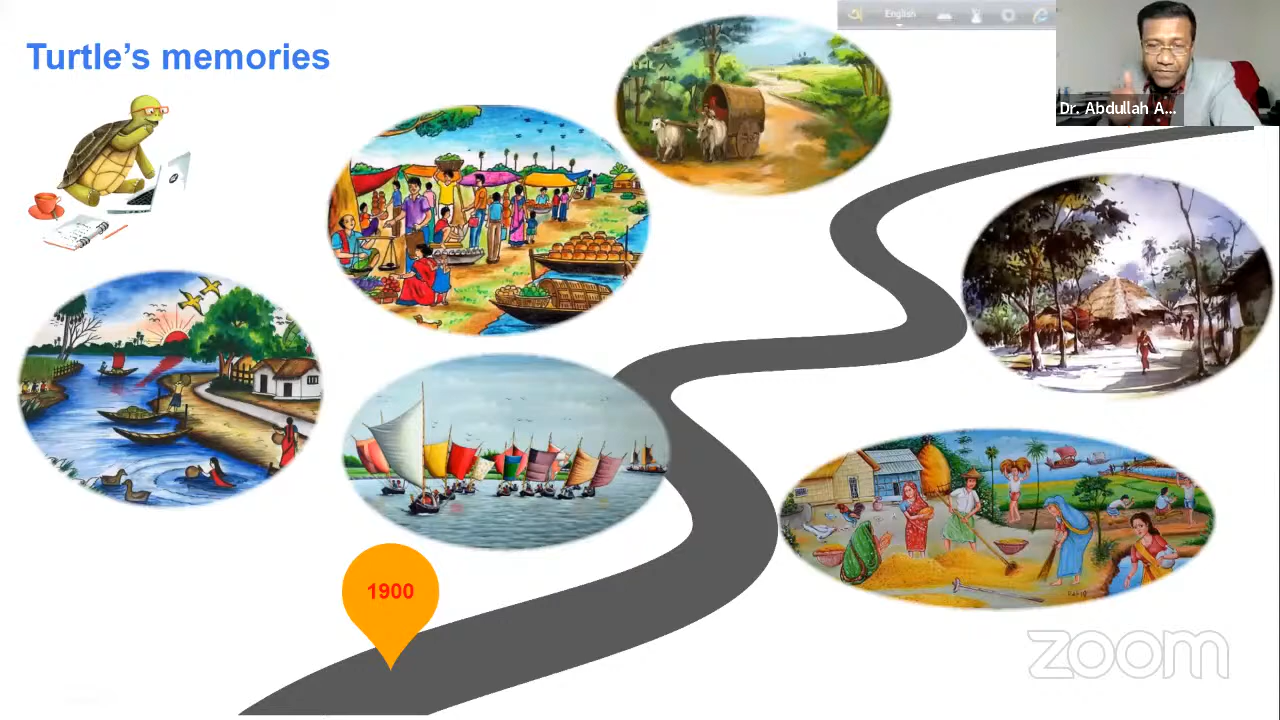 Turtle’s memories
English
Dr. Abdullah A...
1900
zoom